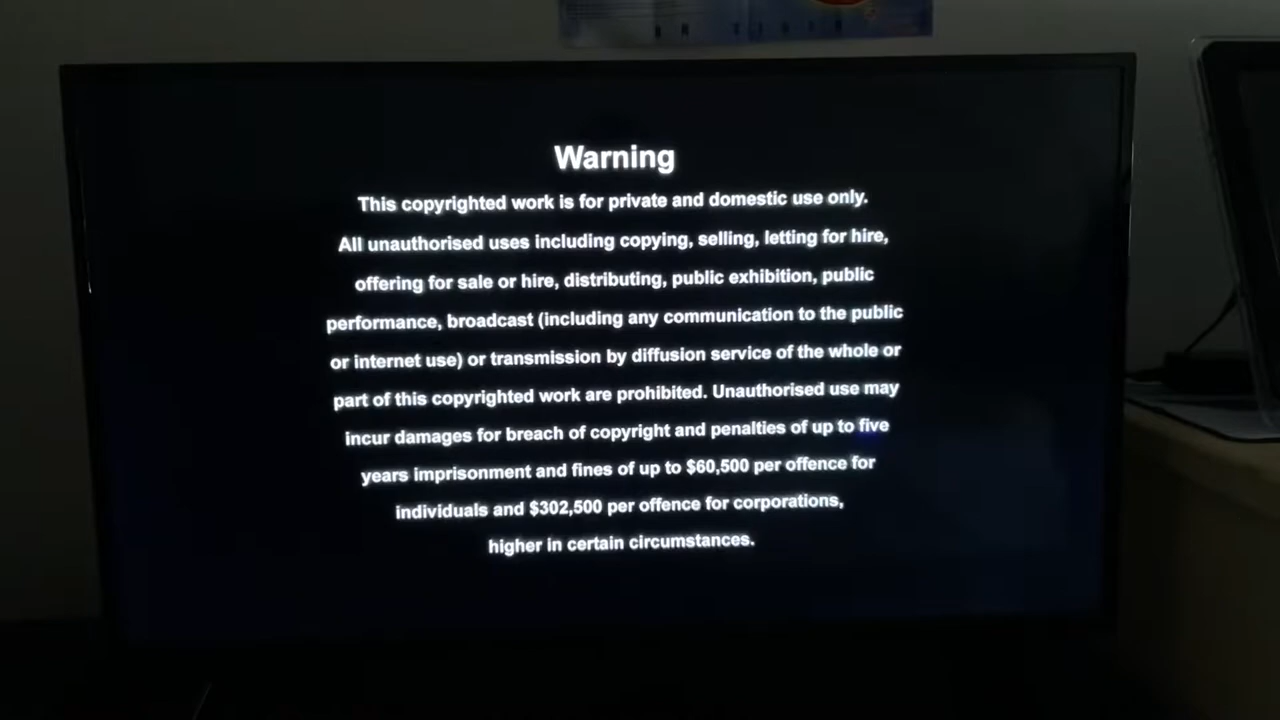 Warning
This copyrighted work is for private and domestic use only.
All unauthorised uses including copying, selling, letting for hire,
offering for sale or hire, distributing, public exhibition, public
performance, broadcast (including any communication to the public
or internet use) or transmission by diffusion service of the whole or
part of this copyrighted work are prohibited. Unauthorised use may
incur damages for breach of copyright and penalties of up to five
years imprisonment and fines of up to $60,500 per offence for
individuals and $302,500 per offence for corporations,
higher in certain circumstances.